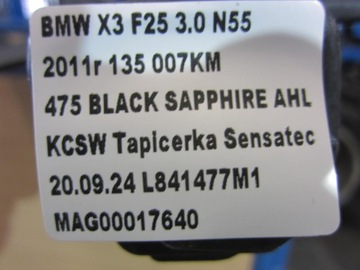 BMW X3 F25 3.0 N55
2011r 135 007KM
475 BLACK SAPPHIRE AHL
KCSW Tapicerka Sensatec
20.09.24 L841477M1
MAG00017640